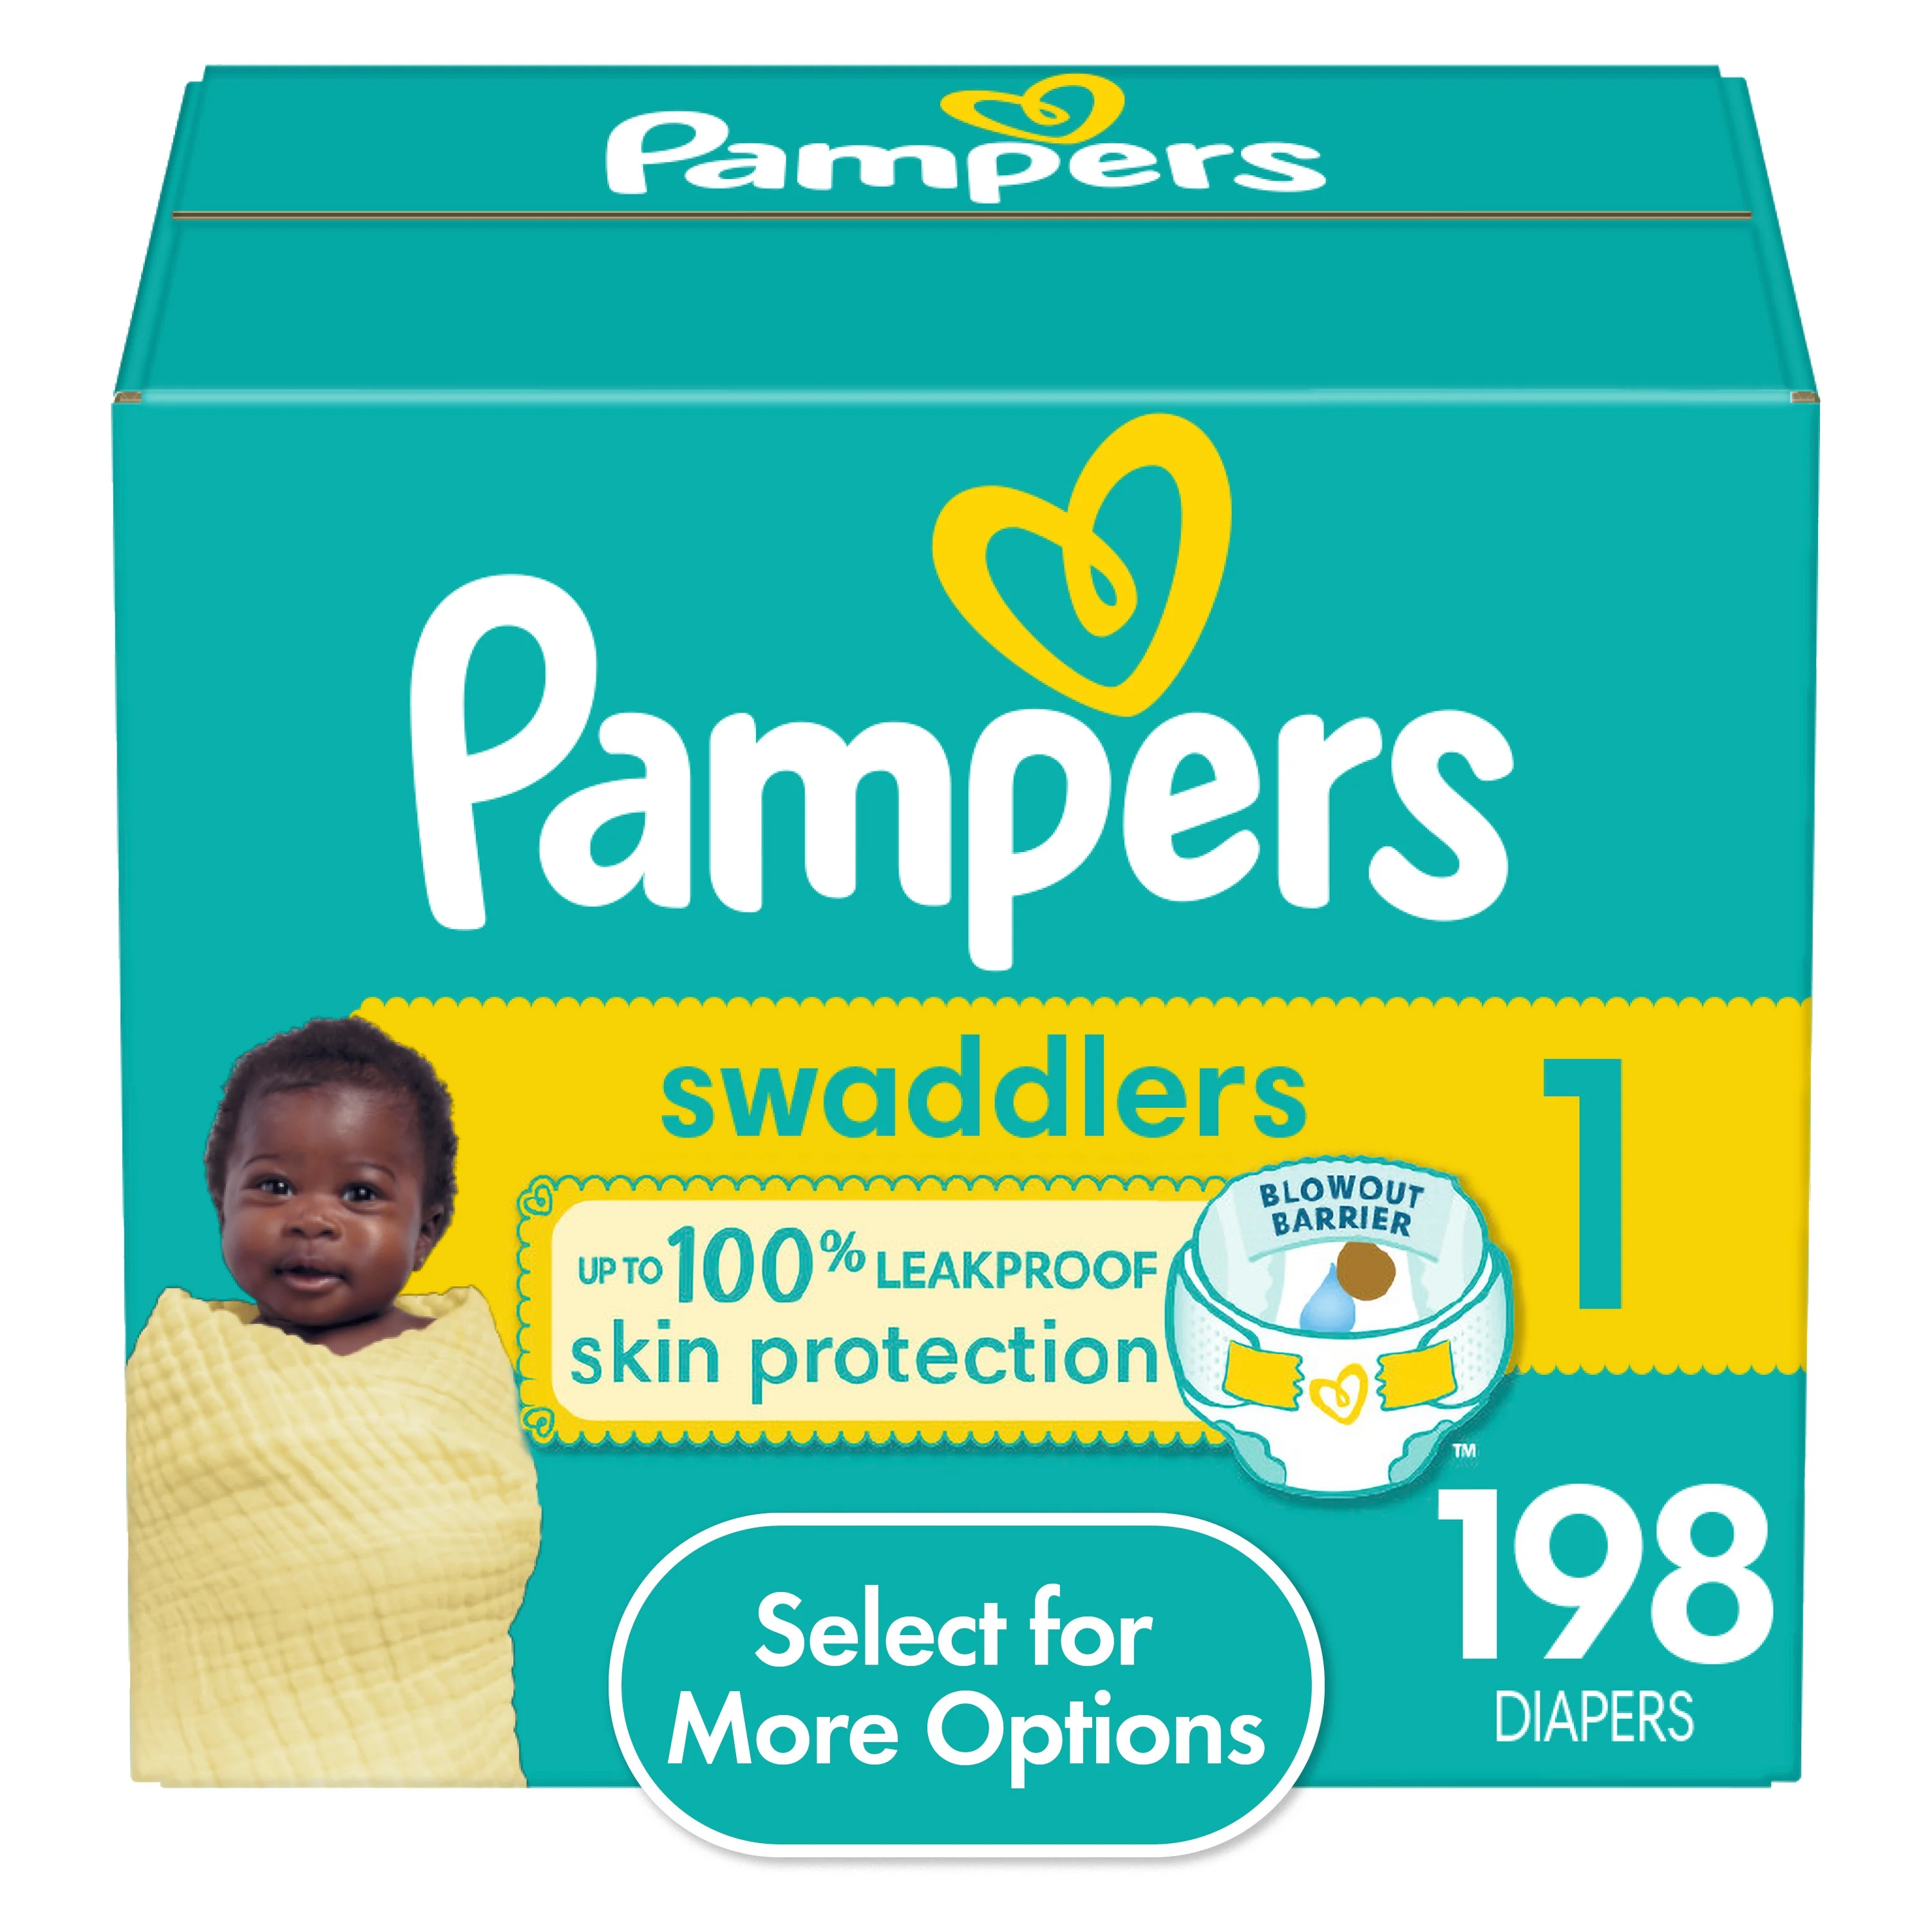 Pampers
Pampers
swaddlers
1
BLOWOUT
BARRIER
UP TO 100% LEAKPROOF
skin protection
TM
198
DIAPERS
Select for
More Options